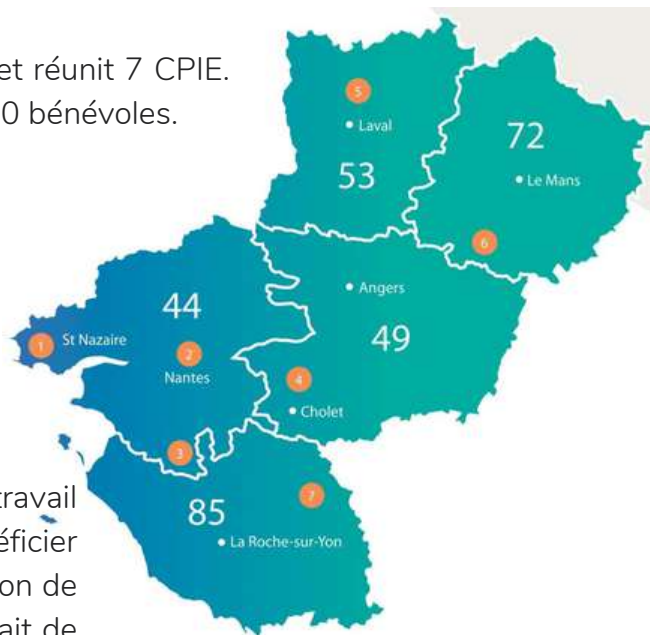 et réunit 7 CPIE.
0 bénévoles.
5
Laval
53
72
Le Mans
6
Angers
49
44
1
St Nazaire
2
Nantes
4
Cholet
3
85
7
La Roche-sur-Yon
travail
éficier
on de
ait de